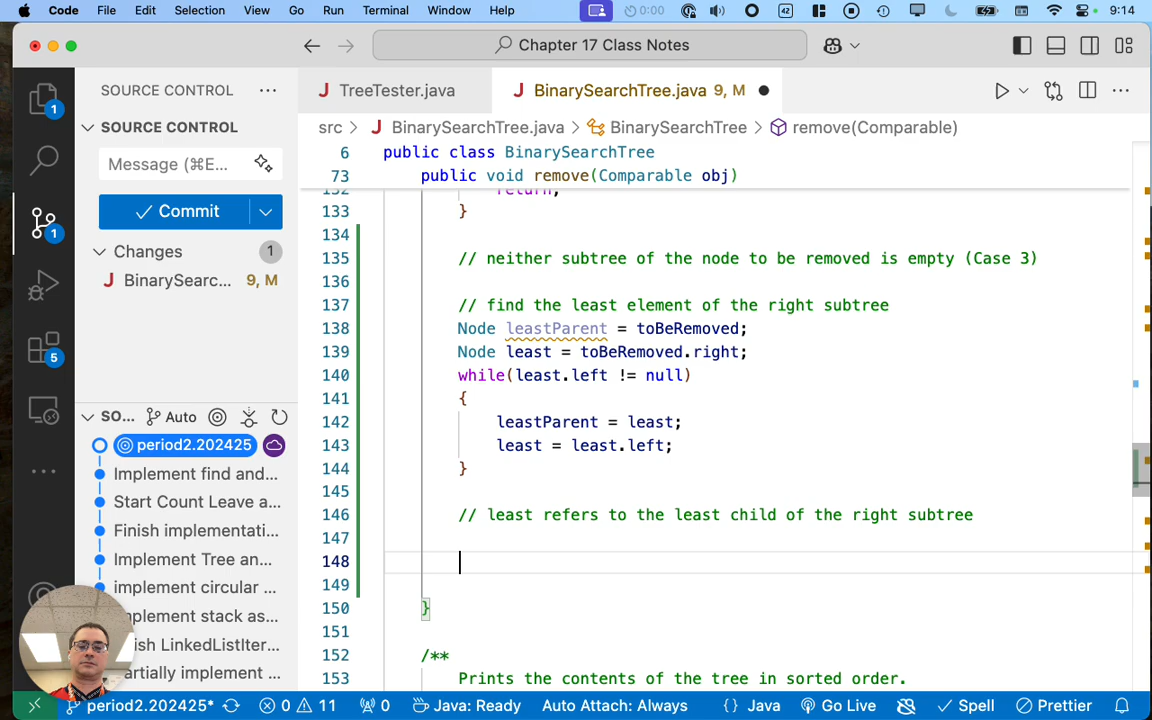 Code File Edit Selection View Go Run Terminal Window Help 0:00 42 9:14
Chapter 17 Class Notes
SOURCE CONTROL ···
TreeTester.java
BinarySearchTree.java 9, M
src > BinarySearchTree.java > BinarySearchTree > remove(Comparable)
SOURCE CONTROL
Message (⌘E...
Commit
Changes 1
BinarySearc... 9, M
1
1
5
SO... Auto
period2.202425
Implement find and...
Start Count Leave a...
Finish implementati...
Implement Tree an...
implement circular ...
mplement stack as...
ish LinkedListIter...
artially implement ...
6 public class BinarySearchTree
73 public void remove(Comparable obj)
132 return;
133 }
134
135 // neither subtree of the node to be removed is empty (Case 3)
136
137 // find the least element of the right subtree
138 Node leastParent = toBeRemoved;
139 Node least = toBeRemoved.right;
140 while(least.left != null)
141 {
142 leastParent = least;
143 least = least.left;
144 }
145
146 // least refers to the least child of the right subtree
147
148
149
150 }
151
152 /**
153 Prints the contents of the tree in sorted order.
period2.202425* 0 11 0 Java: Ready Auto Attach: Always {} Java Go Live Spell Prettier